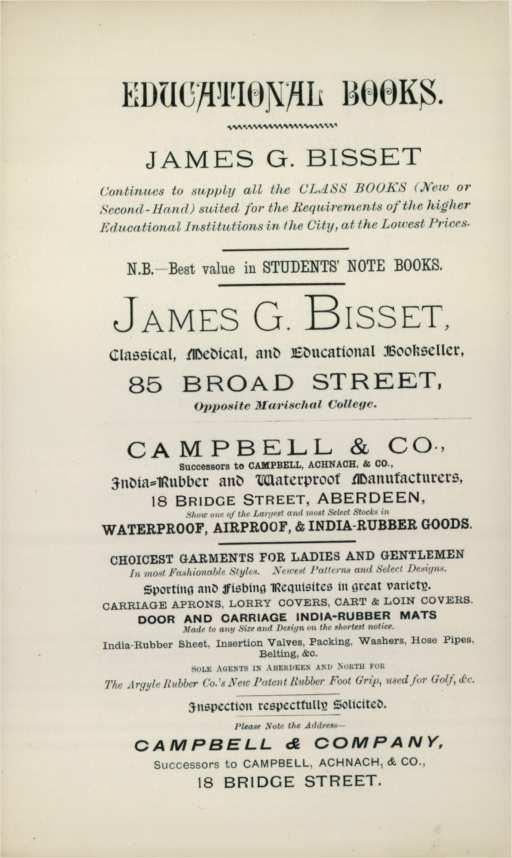 EDUCATIONAL BOOKS.
JAMES G. BISSET
Continues to supply all the CLASS BOOKS (New or
Second-Hand) suited for the Requirements of the higher
Educational Institutions in the City, at the Lowest Prices.
N.B.—Best value in STUDENTS' NOTE BOOKS.
JAMES G. BISSET,
Classical, Medical, and Educational Bookseller,
85 BROAD STREET,
Opposite Marischal College.
CAMPBELL & CO.,
Successors to CAMPBELL, ACHNACH, & CO.,
India=Rubber and Waterproof Manufacturers,
18 BRIDGE STREET, ABERDEEN,
Show one of the Largest and most Select Stocks in
WATERPROOF, AIRPROOF, & INDIA-RUBBER GOODS.
CHOICEST GARMENTS FOR LADIES AND GENTLEMEN
In most Fashionable Styles. Newest Patterns and Select Designs.
Sporting and Fishing Requisites in great variety.
CARRIAGE APRONS, LORRY COVERS, CART & LOIN COVERS.
DOOR AND CARRIAGE INDIA-RUBBER MATS
Made to any Size and Design on the shortest notice.
India-Rubber Sheet, Insertion Valves, Packing, Washers, Hose Pipes,
Belting, &c.
SOLE AGENTS IN ABERDEEN AND NORTH FOR
The Argyle Rubber Co.'s New Patent Rubber Foot Grip, used for Golf, &c.
Inspection respectfully Solicited.
Please Note the Address—
CAMPBELL & COMPANY,
Successors to CAMPBELL, ACHNACH, & CO.,
18 BRIDGE STREET.